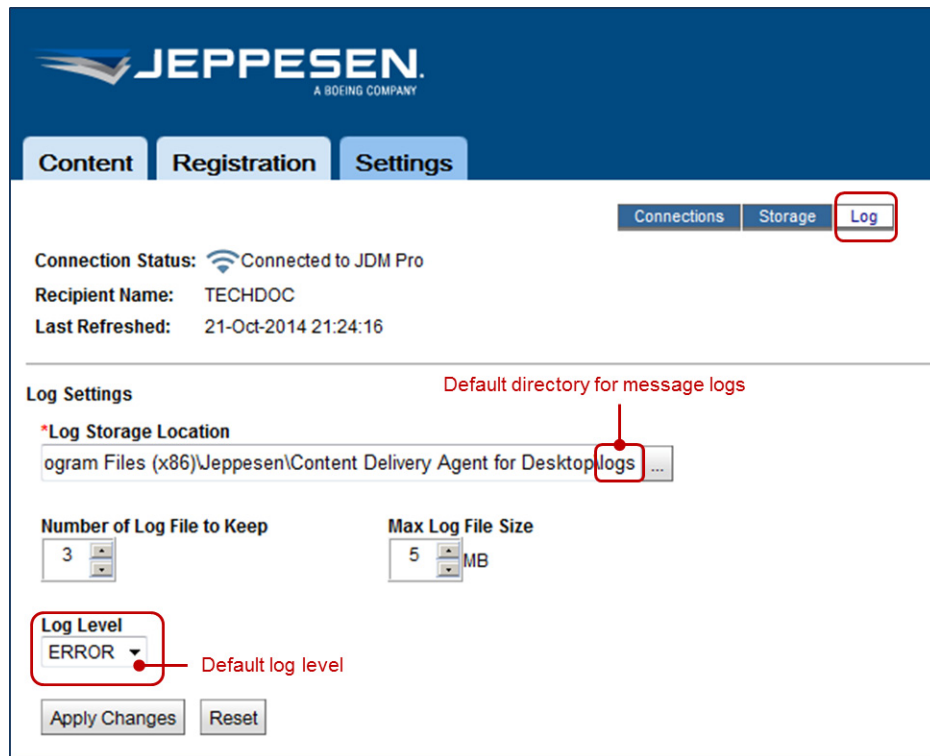 JEPPESEN.
A BOEING COMPANY
Content Registration Settings
Connections Storage Log
Connection Status: Connected to JDM Pro
Recipient Name: TECHDOC
Last Refreshed: 21-Oct-2014 21:24:16
Default directory for message logs
Log Settings
*Log Storage Location
ogram Files (x86)\Jeppesen\Content Delivery Agent for Desktop\logs ...
Number of Log File to Keep Max Log File Size
3 5 MB
Log Level
ERROR
Default log level
Apply Changes Reset